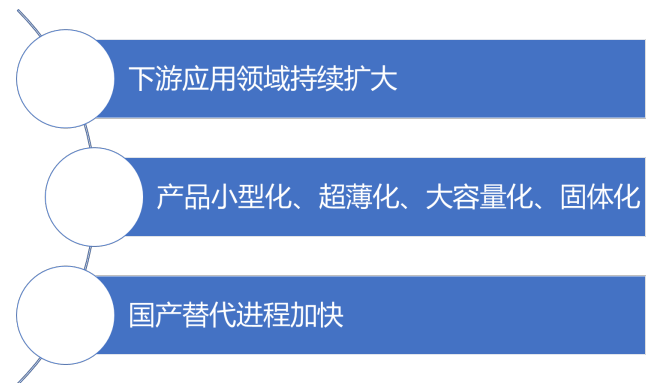 下游应用领域持续扩大
产品小型化、超薄化、大容量化、固体化
国产替代进程加快